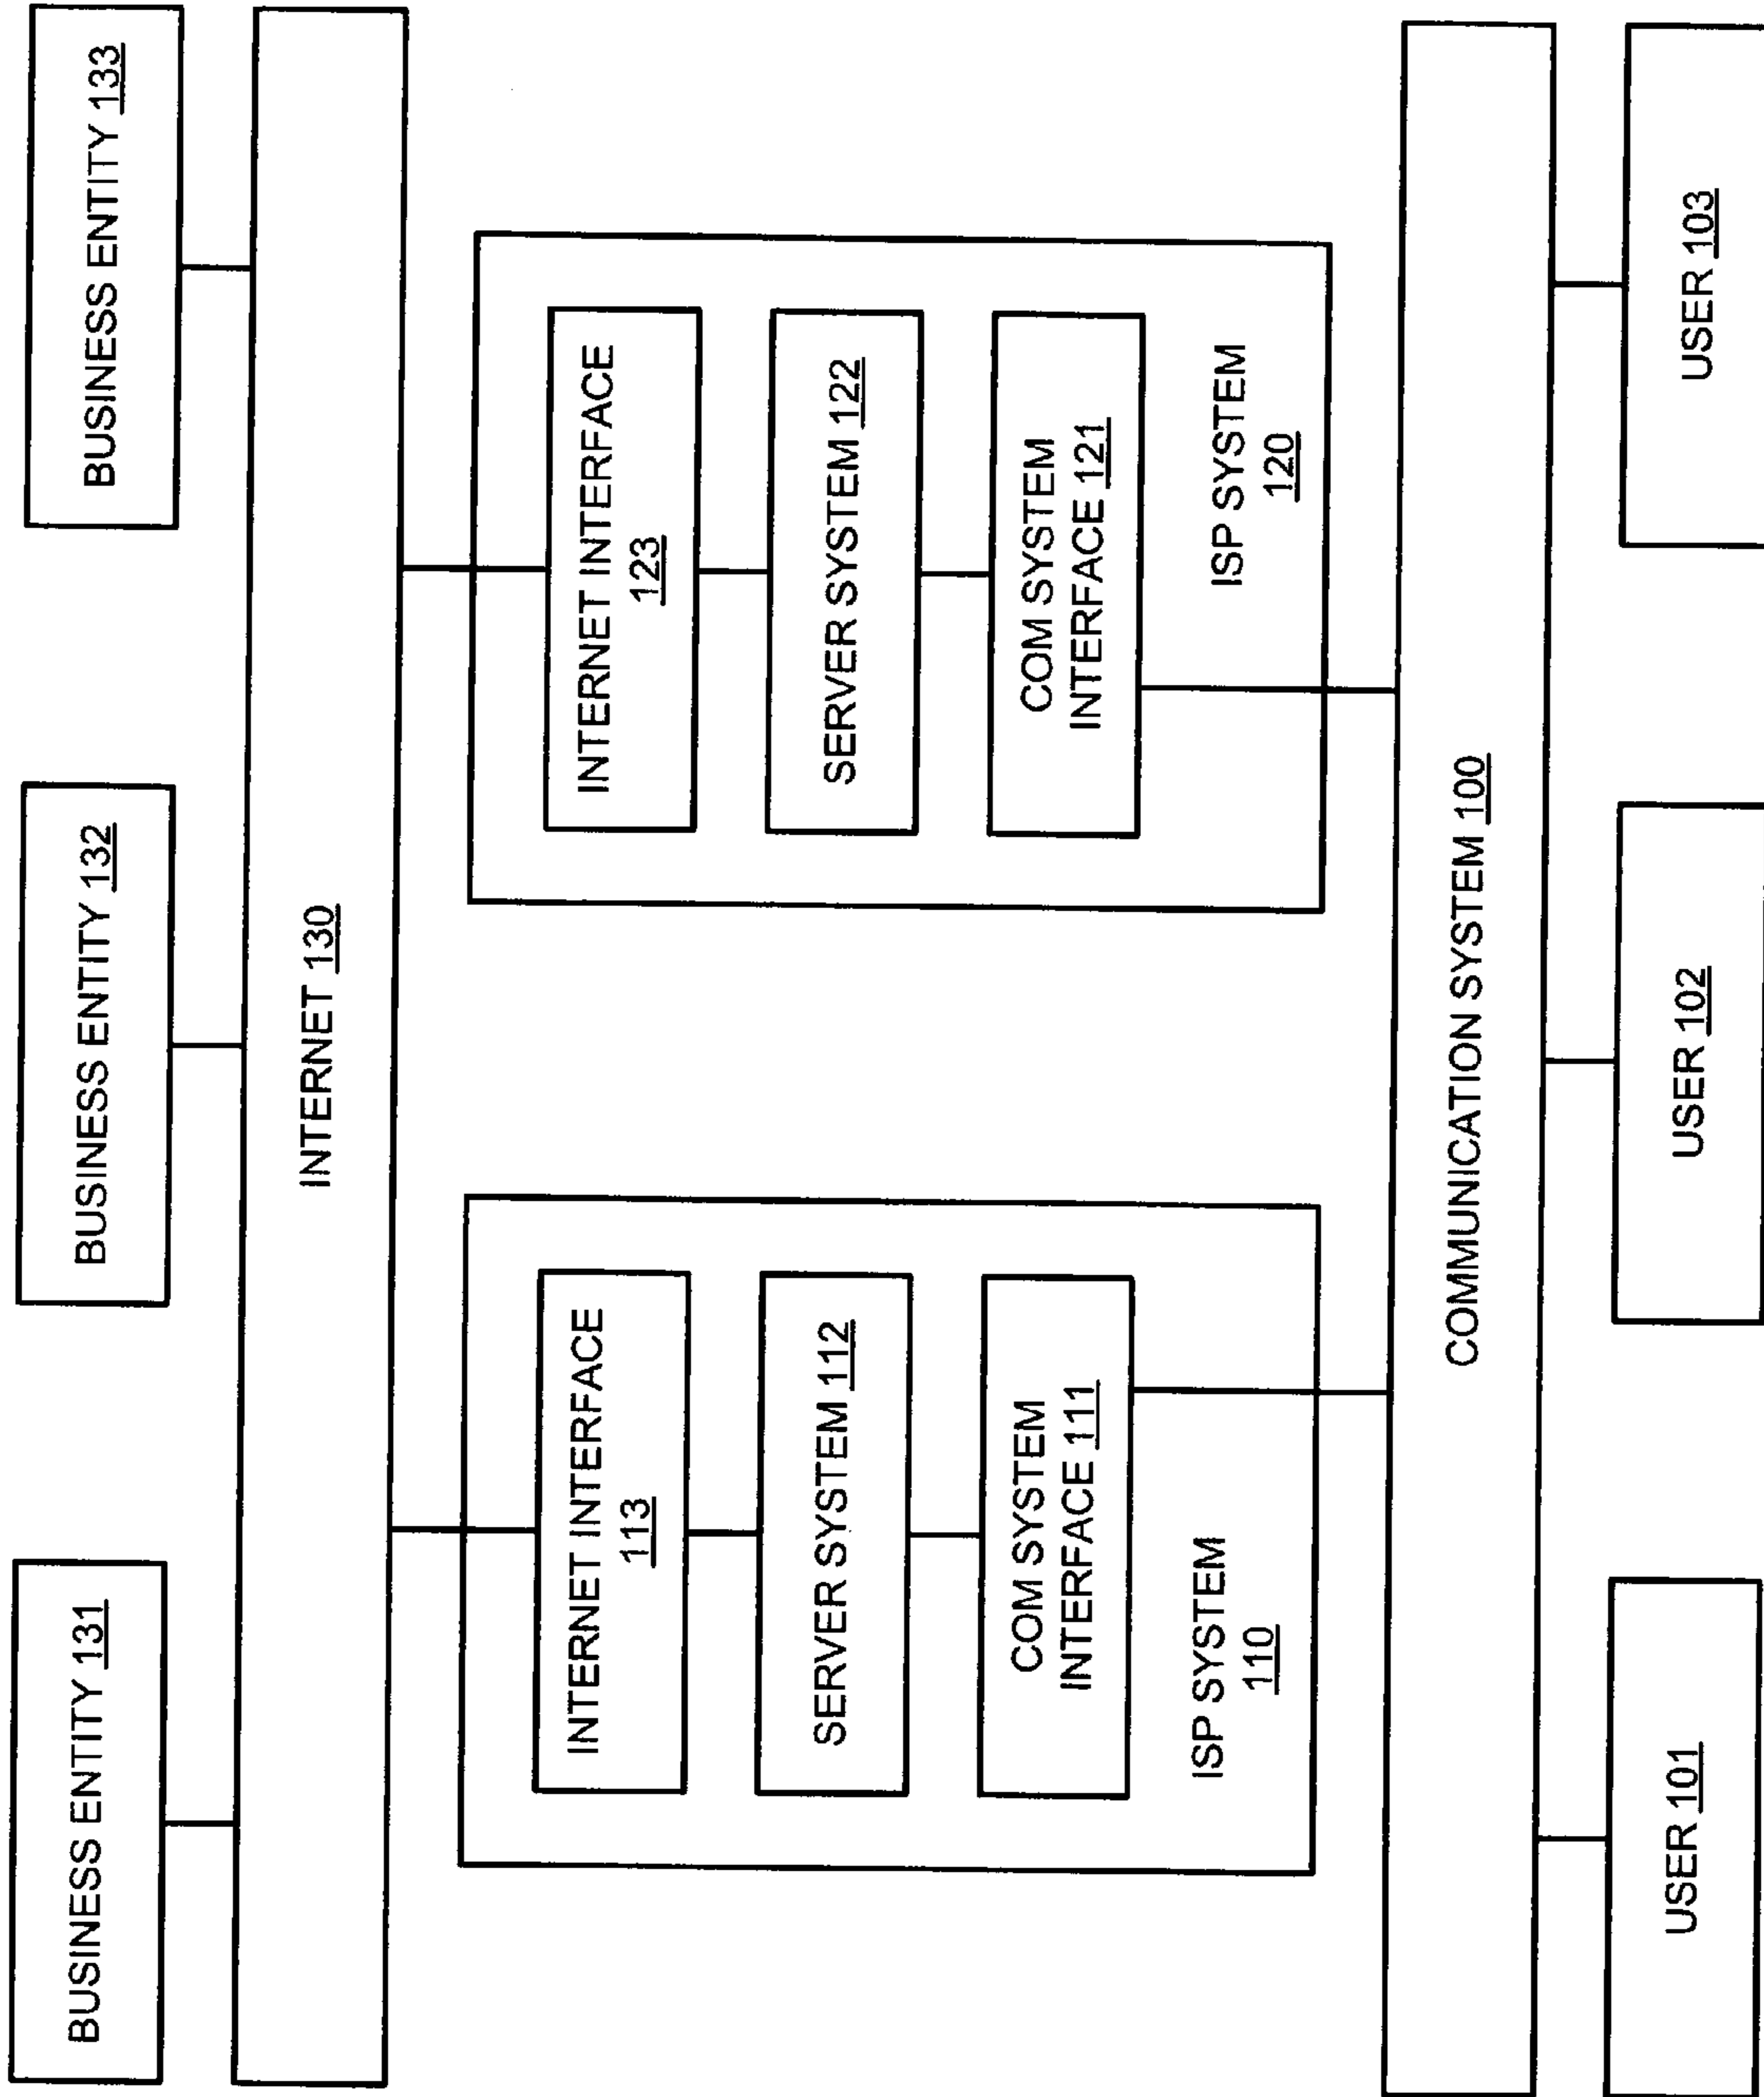 BUSINESS ENTITY 131
BUSINESS ENTITY 132
BUSINESS ENTITY 133
INTERNET 130
INTERNET INTERFACE
113
SERVER SYSTEM 112
COM SYSTEM
INTERFACE 111
ISP SYSTEM
110
INTERNET INTERFACE
123
SERVER SYSTEM 122
COM SYSTEM
INTERFACE 121
ISP SYSTEM
120
COMMUNICATION SYSTEM 100
USER 101
USER 102
USER 103